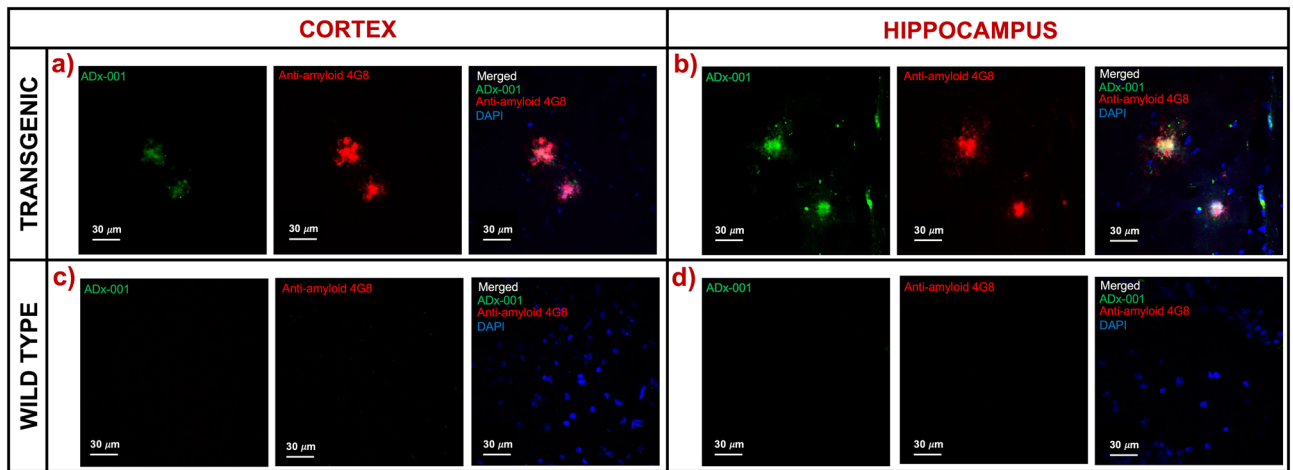 CORTEX
HIPPOCAMPUS
TRANSGENIC
a)
ADx-001
30 μm
Anti-amyloid 4G8
30 μm
Merged
ADx-001
Anti-amyloid 4G8
DAPI
30 μm
b)
ADx-001
30 μm
Anti-amyloid 4G8
30 μm
Merged
ADx-001
Anti-amyloid 4G8
DAPI
30 μm
WILD TYPE
c)
ADx-001
30 μm
Anti-amyloid 4G8
30 μm
Merged
ADx-001
Anti-amyloid 4G8
DAPI
30 μm
d)
ADx-001
30 μm
Anti-amyloid 4G8
30 μm
Merged
ADx-001
Anti-amyloid 4G8
DAPI
30 μm